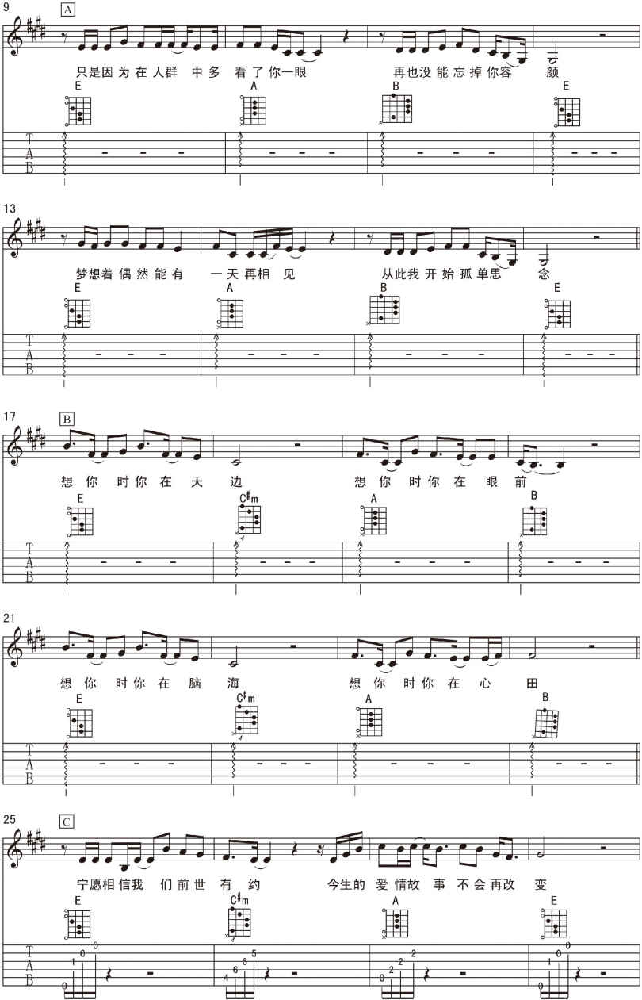 9 A
只是因为在人群 中多 看了你一眼 再也没能忘掉你容 颜
E A B E
T
A
B
13
梦想着偶然能有 一天再相 见 从此我开始孤单思 念
E A B E
T
A
B
17 B
想 你 时你 在 天 边 想 你 时你 在 眼 前
E C#m A B
T
A
B
21
想 你 时你 在 脑 海 想 你 时你 在 心 田
E C#m A B
T
A
B
25 C
宁愿相信我 们前世 有 约 今生的 爱情故 事 不会再改 变
E C#m A E
T
A
B
0 1 0 0 4 6 6 5 0 2 2 2 0 1 0 0